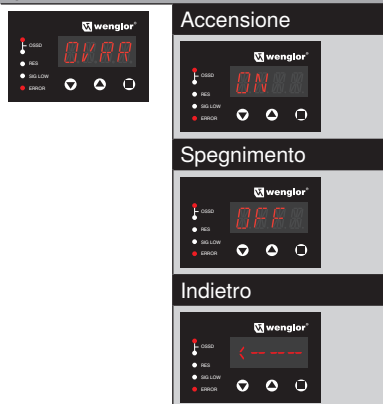 wenglor
OSSD
RES
SIG LOW
ERROR
OVRR
Accensione
wenglor
OSSD
RES
SIG LOW
ERROR
ON
Spegnimento
wenglor
OSSD
RES
SIG LOW
ERROR
OFF
Indietro
wenglor
OSSD
RES
SIG LOW
ERROR
<-----